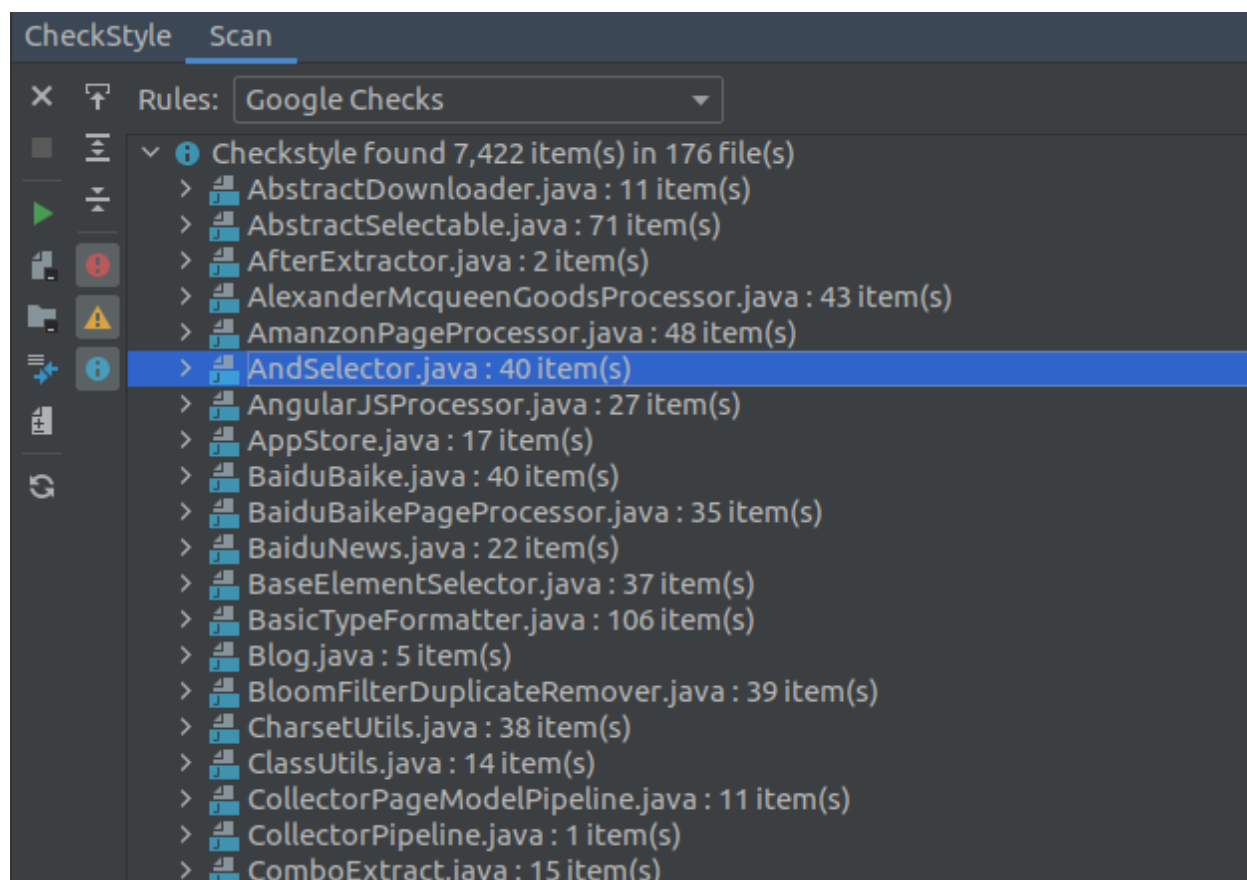 CheckStyle Scan
Rules: Google Checks
Checkstyle found 7,422 item(s) in 176 file(s)
AbstractDownloader.java : 11 item(s)
AbstractSelectable.java : 71 item(s)
AfterExtractor.java : 2 item(s)
AlexanderMcqueenGoodsProcessor.java : 43 item(s)
AmanzonPageProcessor.java : 48 item(s)
AndSelector.java : 40 item(s)
AngularJSProcessor.java : 27 item(s)
AppStore.java : 17 item(s)
BaiduBaike.java : 40 item(s)
BaiduBaikePageProcessor.java : 35 item(s)
BaiduNews.java : 22 item(s)
BaseElementSelector.java : 37 item(s)
BasicTypeFormatter.java : 106 item(s)
Blog.java : 5 item(s)
BloomFilterDuplicateRemover.java : 39 item(s)
CharsetUtils.java : 38 item(s)
ClassUtils.java : 14 item(s)
CollectorPageModelPipeline.java : 11 item(s)
CollectorPipeline.java : 1 item(s)
ComboExtract.java : 15 item(s)